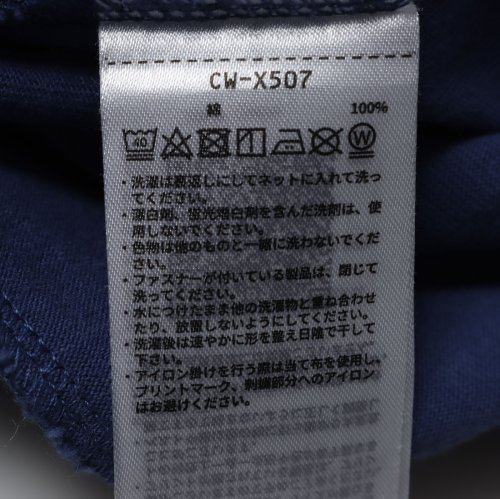 CW-X507
綿 100%
40 W
・洗濯は裏返しにしてネットに入れて洗っ
てください。
・漂白剤、蛍光増白剤を含んだ洗剤は、使
用しないでください。
・色物は他のものと一緒に洗わないでくだ
さい。
・ファスナーが付いている製品は、閉じて
洗ってください。
・水につけたまま他の洗濯物と重ね合わせ
たり、放置しないようにしてください。
・洗濯後は速やかに形を整え日陰で干して
下さい。
・アイロン掛けを行う際は当て布を使用し、
プリントマーク、刺繍部分へのアイロン
はお避けください。